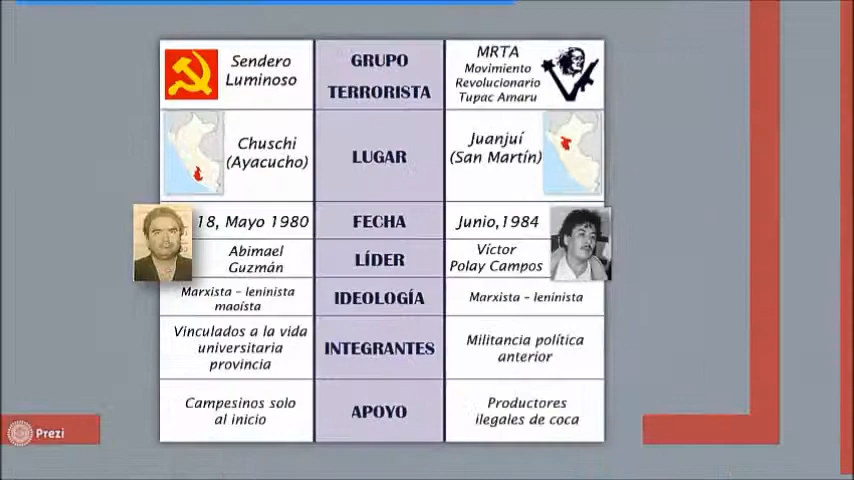 Sendero
Luminoso
GRUPO
TERRORISTA
MRTA
Movimiento
Revolucionario
Tupac Amaru
Chuschi
(Ayacucho)
LUGAR
Juanjuí
(San Martín)
18, Mayo 1980
FECHA
Junio,1984
Abimael
Guzmán
LÍDER
Víctor
Polay Campos
Marxista – leninista
maoísta
IDEOLOGÍA
Marxista – leninista
Vinculados a la vida
universitaria
provincia
INTEGRANTES
Militancia política
anterior
Campesinos solo
al inicio
APOYO
Productores
ilegales de coca
Prezi